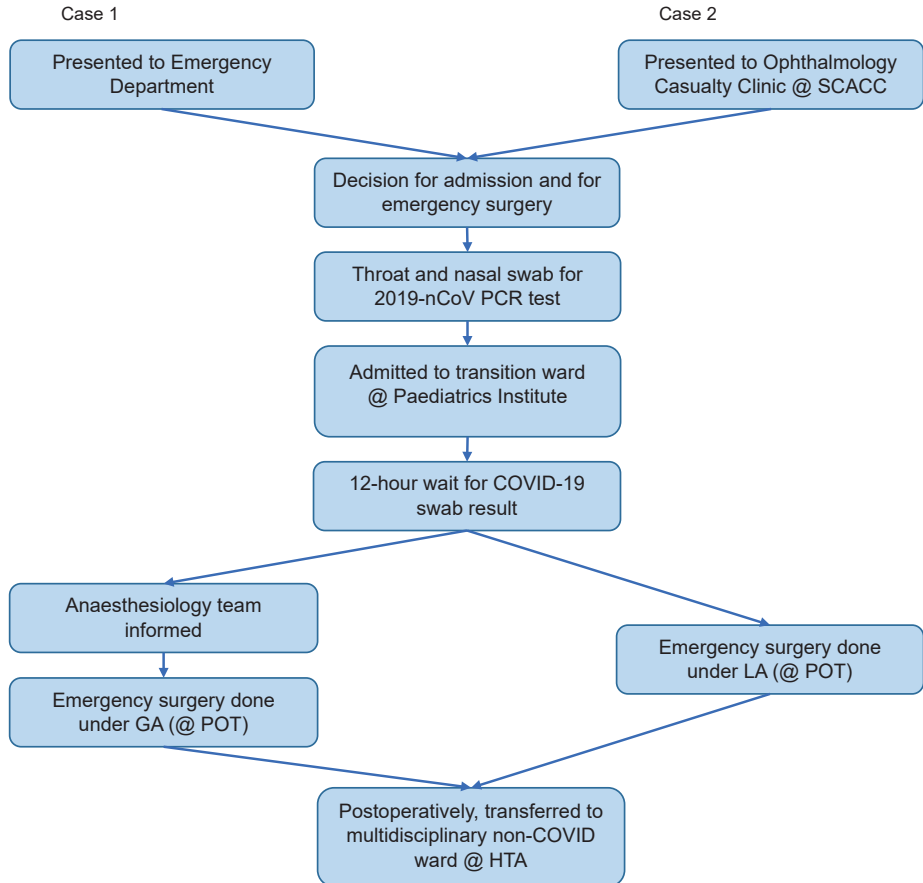 Case 1
Case 2
Presented to Emergency
Department
Presented to Ophthalmology
Casualty Clinic @ SCACC
Decision for admission and for
emergency surgery
Throat and nasal swab for
2019-nCoV PCR test
Admitted to transition ward
@ Paediatrics Institute
12-hour wait for COVID-19
swab result
Anaesthesiology team
informed
Emergency surgery done
under GA (@ POT)
Emergency surgery done
under LA (@ POT)
Postoperatively, transferred to
multidisciplinary non-COVID
ward @ HTA